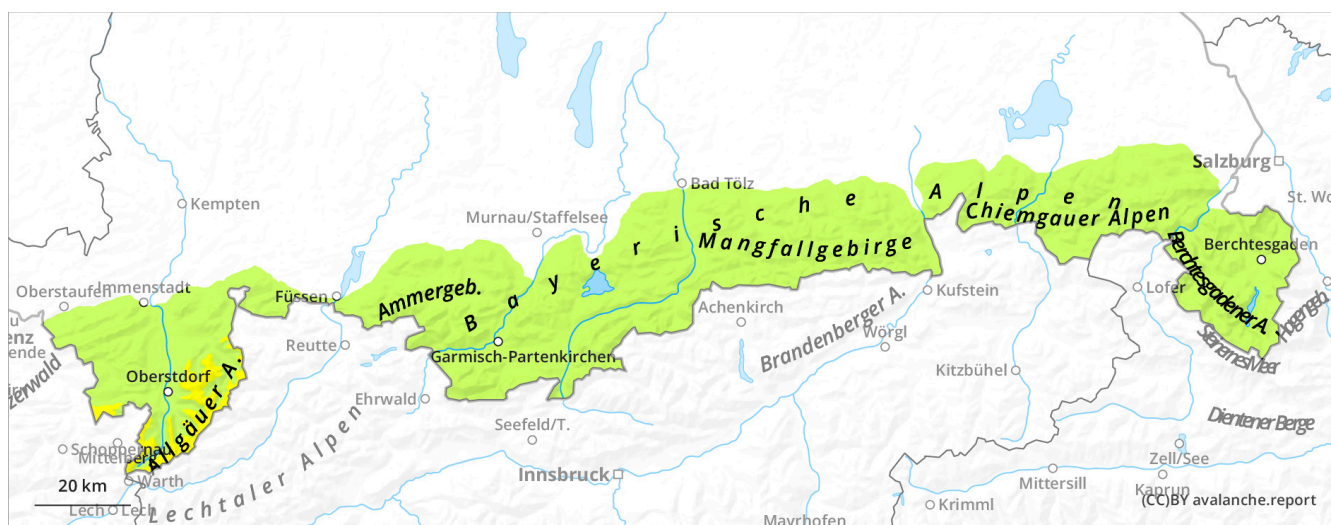 Salzburg
St. Wo
Kempten
Bad Tölz
Murnau/Staffelsee
Bayerische Alpen
Chiemgauer Alpen
Mangfallgebirge
Berchtesgaden
Berchtesgadener A.
Oberstaufen
Immenstadt
Füssen
Ammergeb.
Achenkirch
Kufstein
Lofer
Reutte
Garmisch-Partenkirchen
Brandenberger A.
Wörgl
Steinernes Meer
Oberstdorf
Allgäuer A.
Ehrwald
Kitzbühel
Seefeld/T.
Dientener Berge
Schoppernau
Mittelberg
Warth
Lechtaler Alpen
Innsbruck
Zell/See
20 km
Mittersill
Kaprun
Lech
Lech
Krimml
(CC)BY avalanche.report
Mayrhofen